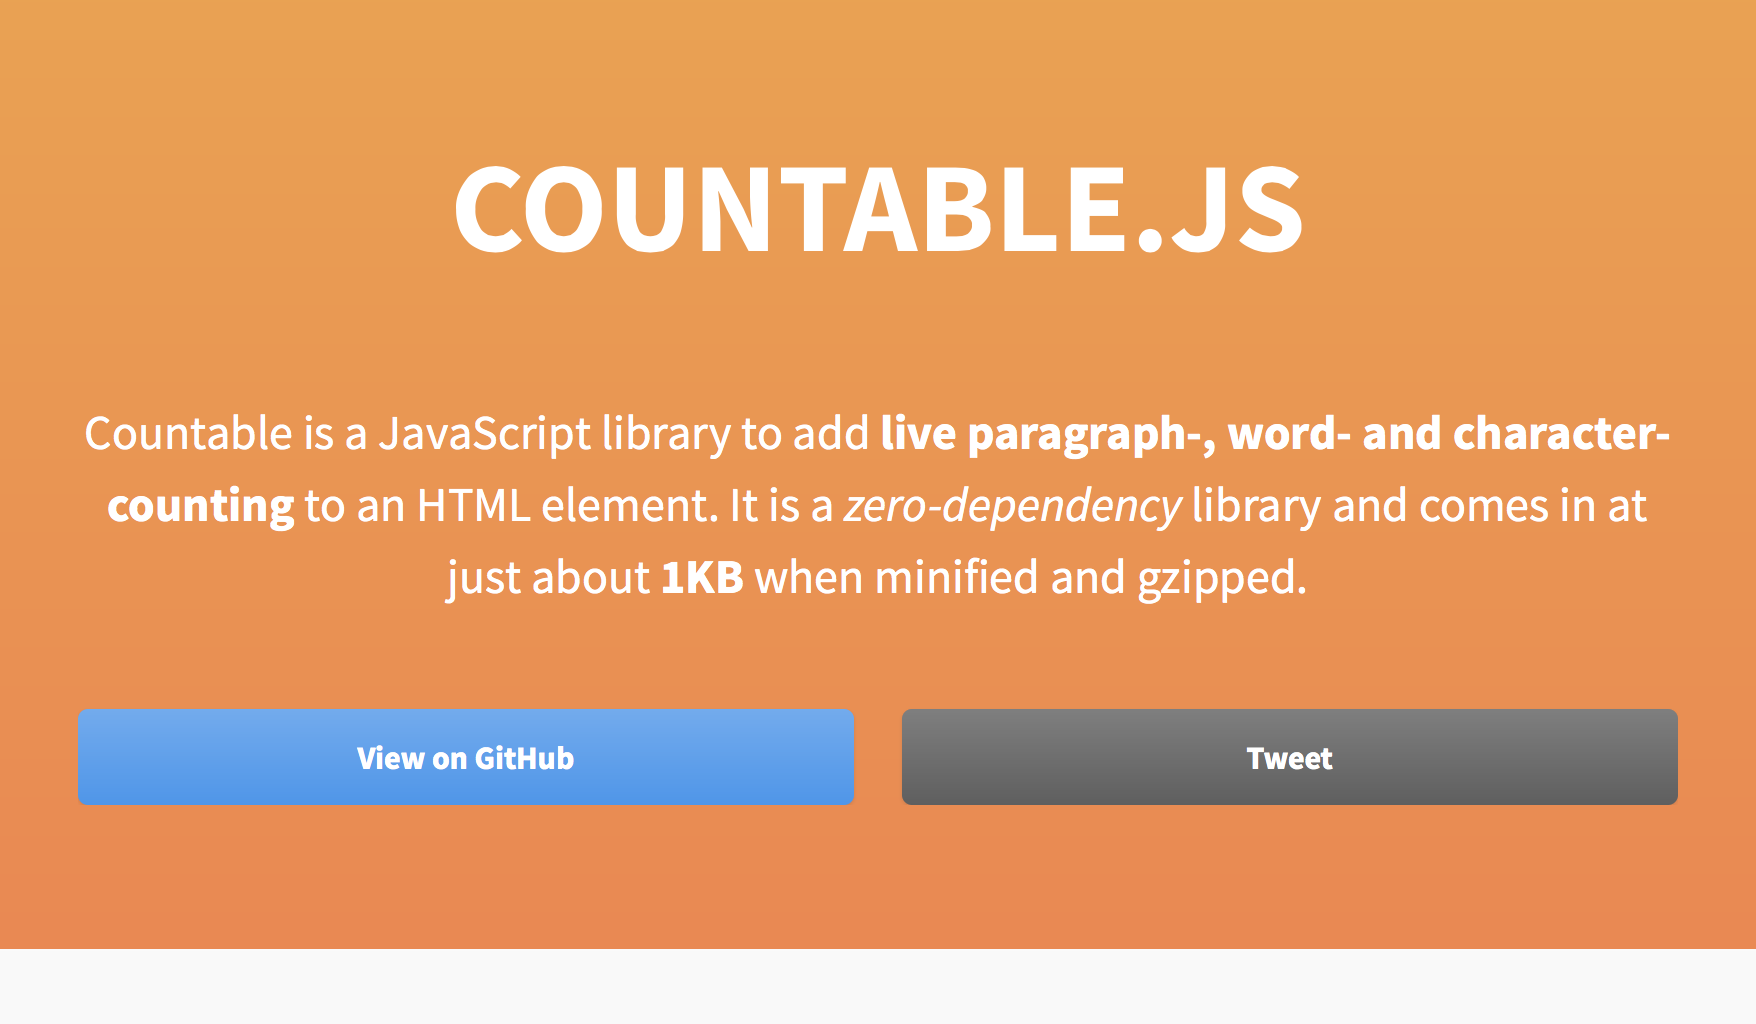 COUNTABLE.JS
Countable is a JavaScript library to add live paragraph-, word- and character-
counting to an HTML element. It is a zero-dependency library and comes in at
just about 1KB when minified and gzipped.
View on GitHub
Tweet